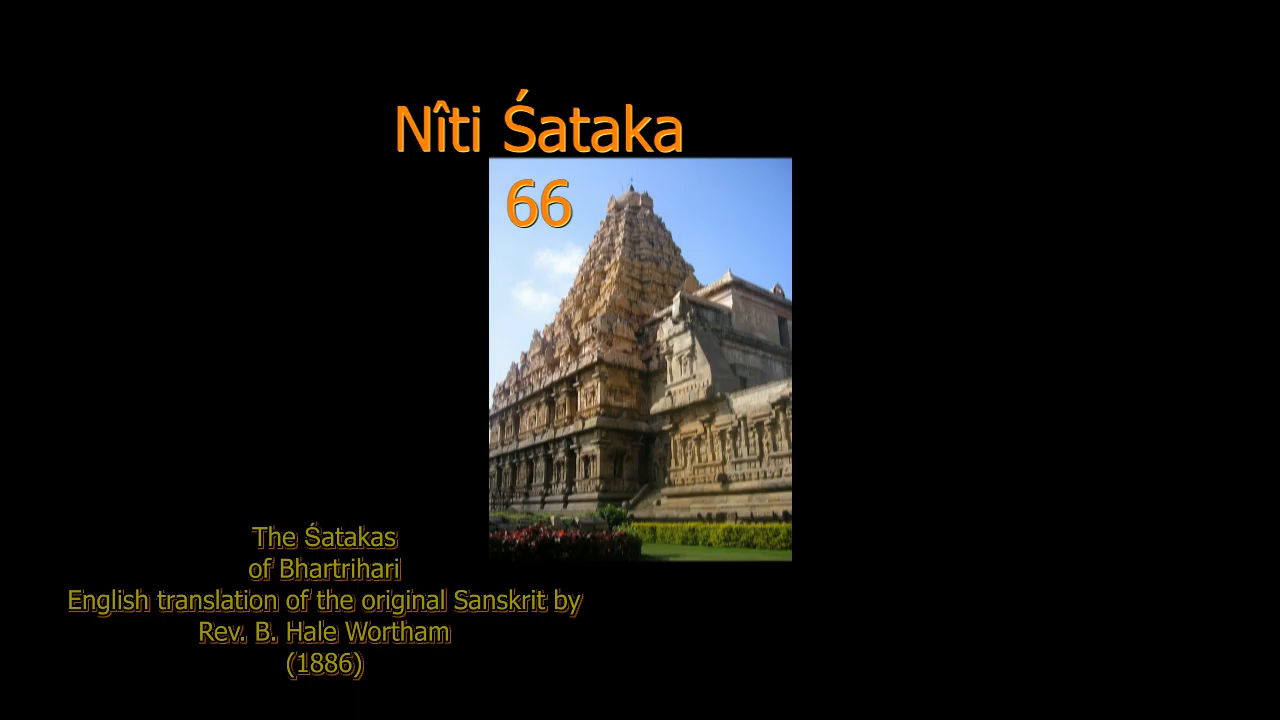 Nîti Śataka
66
The Śatakas
of Bhartrihari
English translation of the original Sanskrit by
Rev. B. Hale Wortham
(1886)